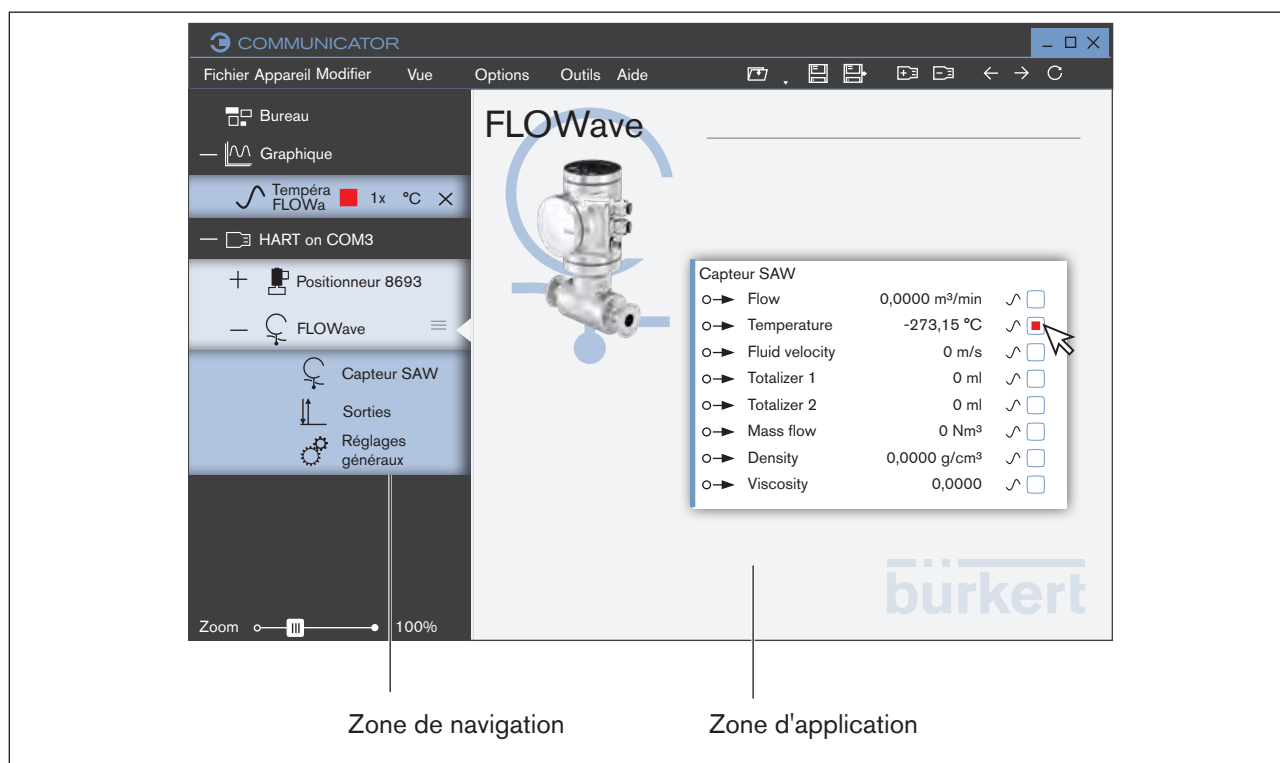 COMMUNICATOR
Fichier Appareil Modifier Vue Options Outils Aide
Bureau
Graphique
Tempéra
FLOWa 1x °C
HART on COM3
Positionneur 8693
FLOWave
Capteur SAW
Sorties
Réglages
généraux
Zoom 100%
FLOWave
Capteur SAW
Flow 0,0000 m³/min
Temperature -273,15 °C
Fluid velocity 0 m/s
Totalizer 1 0 ml
Totalizer 2 0 ml
Mass flow 0 Nm³
Density 0,0000 g/cm³
Viscosity 0,0000
burkert
Zone de navigation Zone d'application